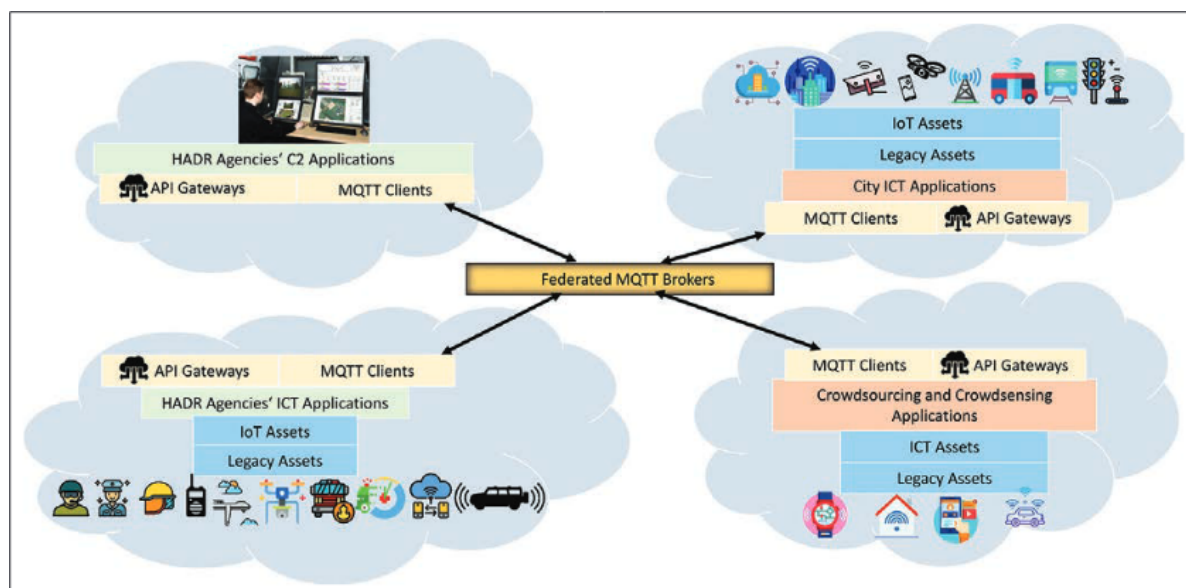 HADR Agencies' C2 Applications
API Gateways
MQTT Clients
IoT Assets
Legacy Assets
City ICT Applications
MQTT Clients
API Gateways
Federated MQTT Brokers
API Gateways
MQTT Clients
HADR Agencies' ICT Applications
IoT Assets
Legacy Assets
MQTT Clients
API Gateways
Crowdsourcing and Crowdsensing
Applications
ICT Assets
Legacy Assets